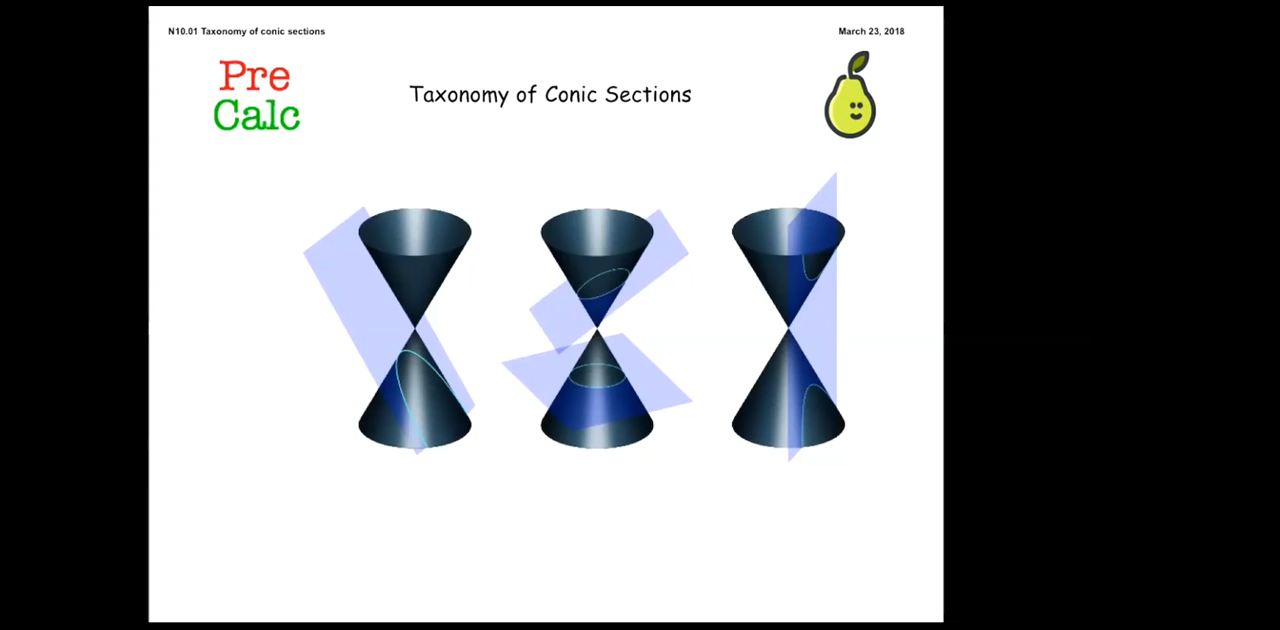 N10.01 Taxonomy of conic sections
March 23, 2018
Pre
Calc
Taxonomy of Conic Sections